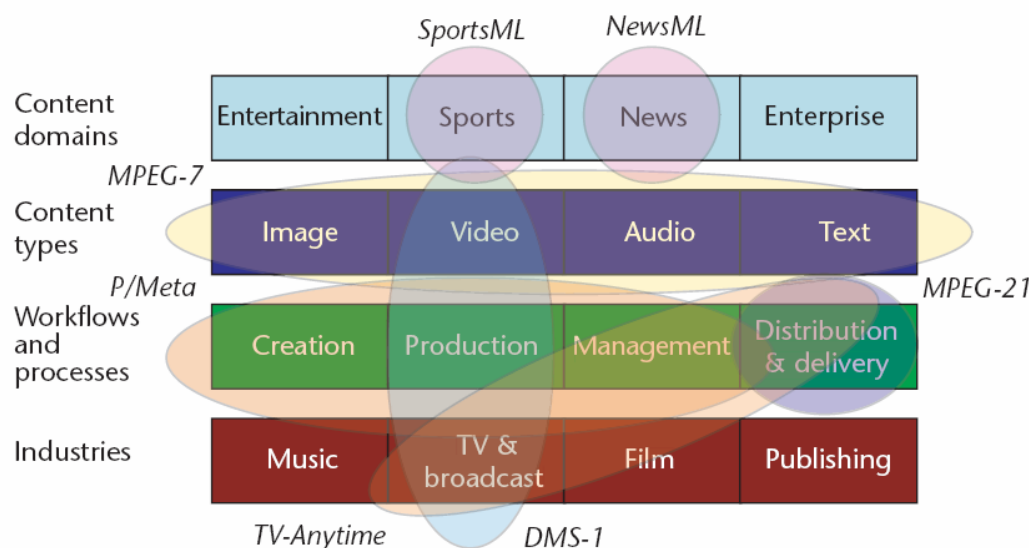 SportsML
NewsML
Content
domains
Entertainment
Sports
News
Enterprise
MPEG-7
Content
types
Image
Video
Audio
Text
P/Meta
MPEG-21
Workflows
and
processes
Creation
Production
Management
Distribution
& delivery
Industries
Music
TV &
broadcast
Film
Publishing
TV-Anytime
DMS-1